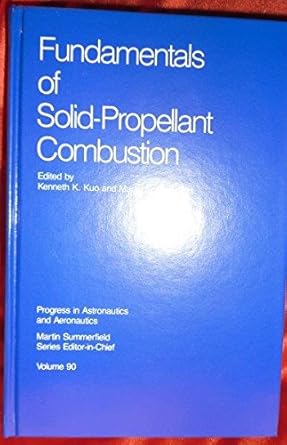 Fundamentals
of
Solid-Propellant
Combustion
Edited by
Kenneth K. Kuo and
Progress in Astronautics
and Aeronautics
Martin Summerfield
Series Editor-in-Chief
Volume 90